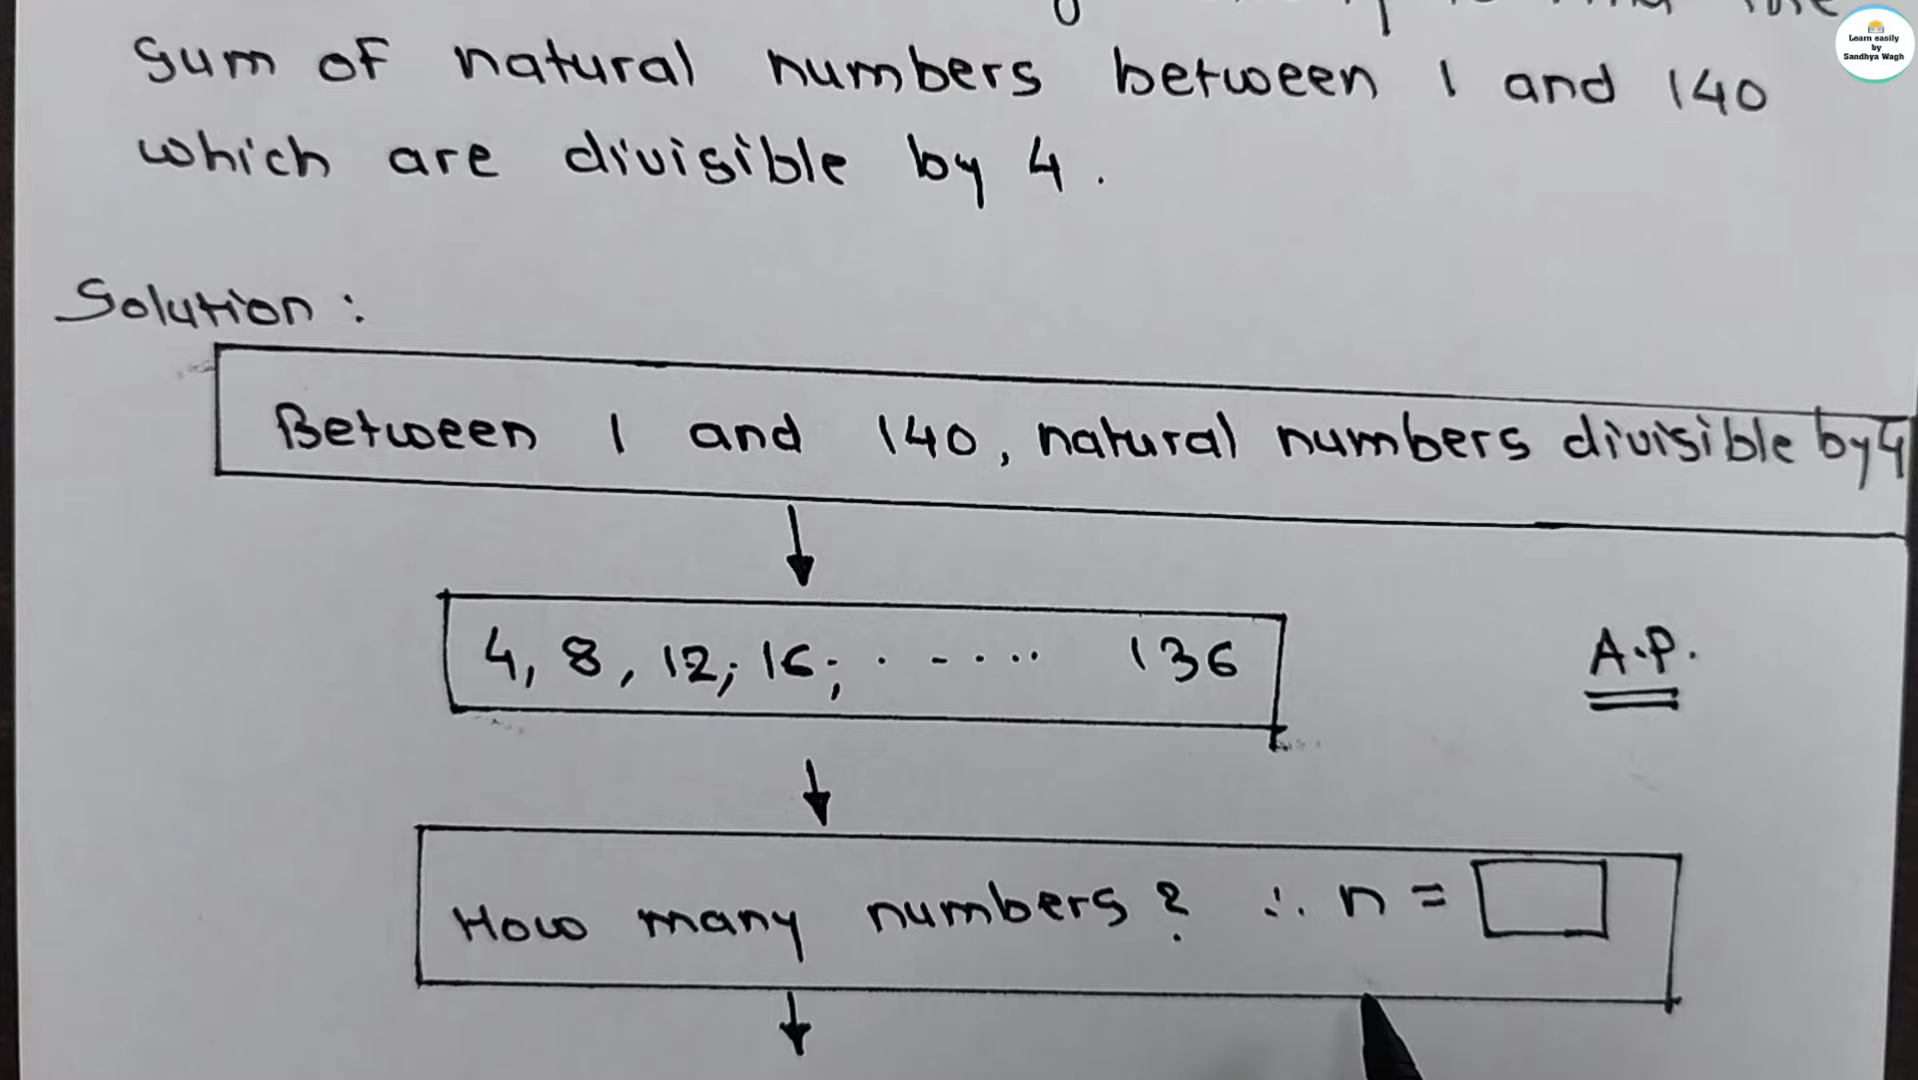 sum of natural numbers between 1 and 140
which are divisible by 4.
Solution:
Between 1 and 140, natural numbers divisible by 4
4, 8, 12, 16, . - . . . . 136
A.P.
How many numbers? ∴ n =
Learn easily
by
Sandhya Wagh